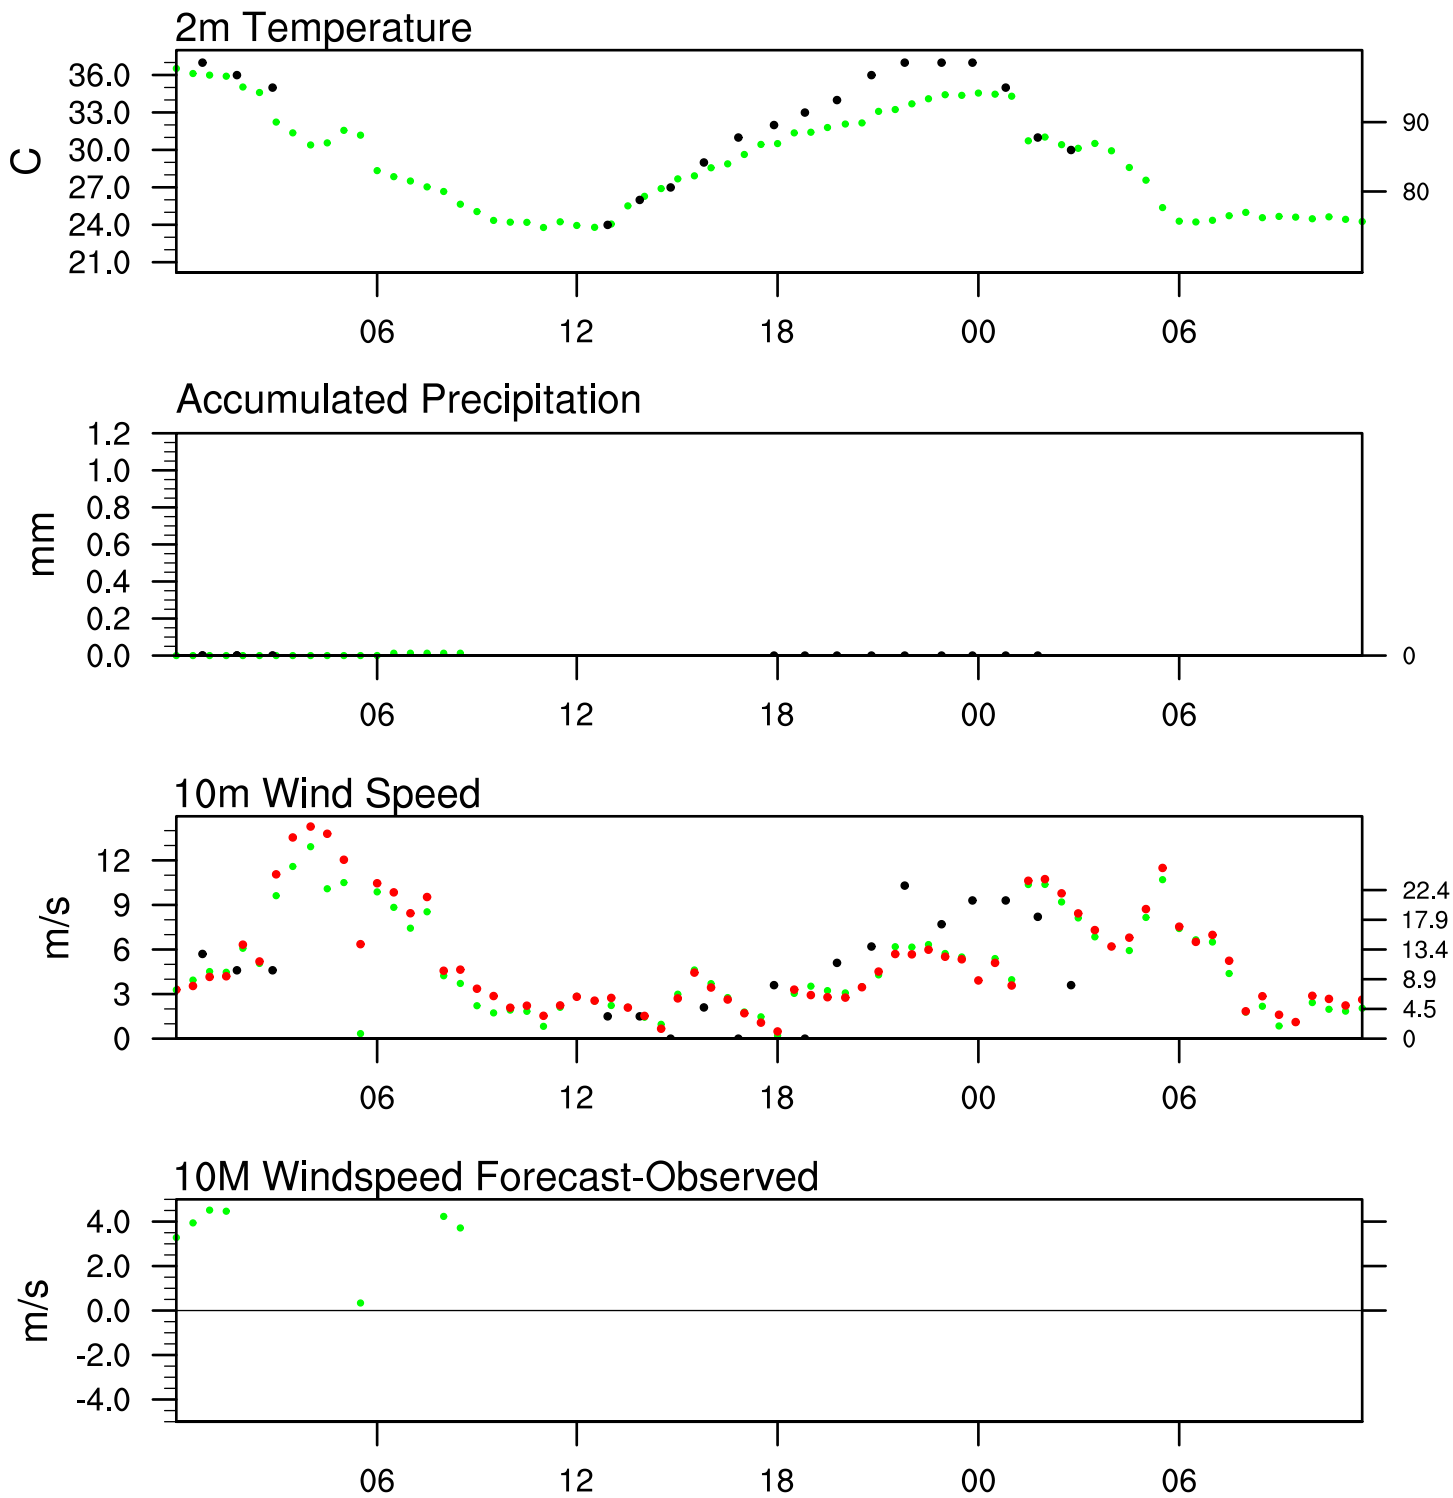 2m Temperature
36.0
33.0
30.0
27.0
24.0
21.0
C
90
80
06 12 18 00 06
Accumulated Precipitation
1.2
1.0
0.8
0.6
0.4
0.2
0.0
mm
0
06 12 18 00 06
10m Wind Speed
12
9
6
3
0
m/s
22.4
17.9
13.4
8.9
4.5
0
06 12 18 00 06
10M Windspeed Forecast-Observed
4.0
2.0
0.0
-2.0
-4.0
m/s
06 12 18 00 06